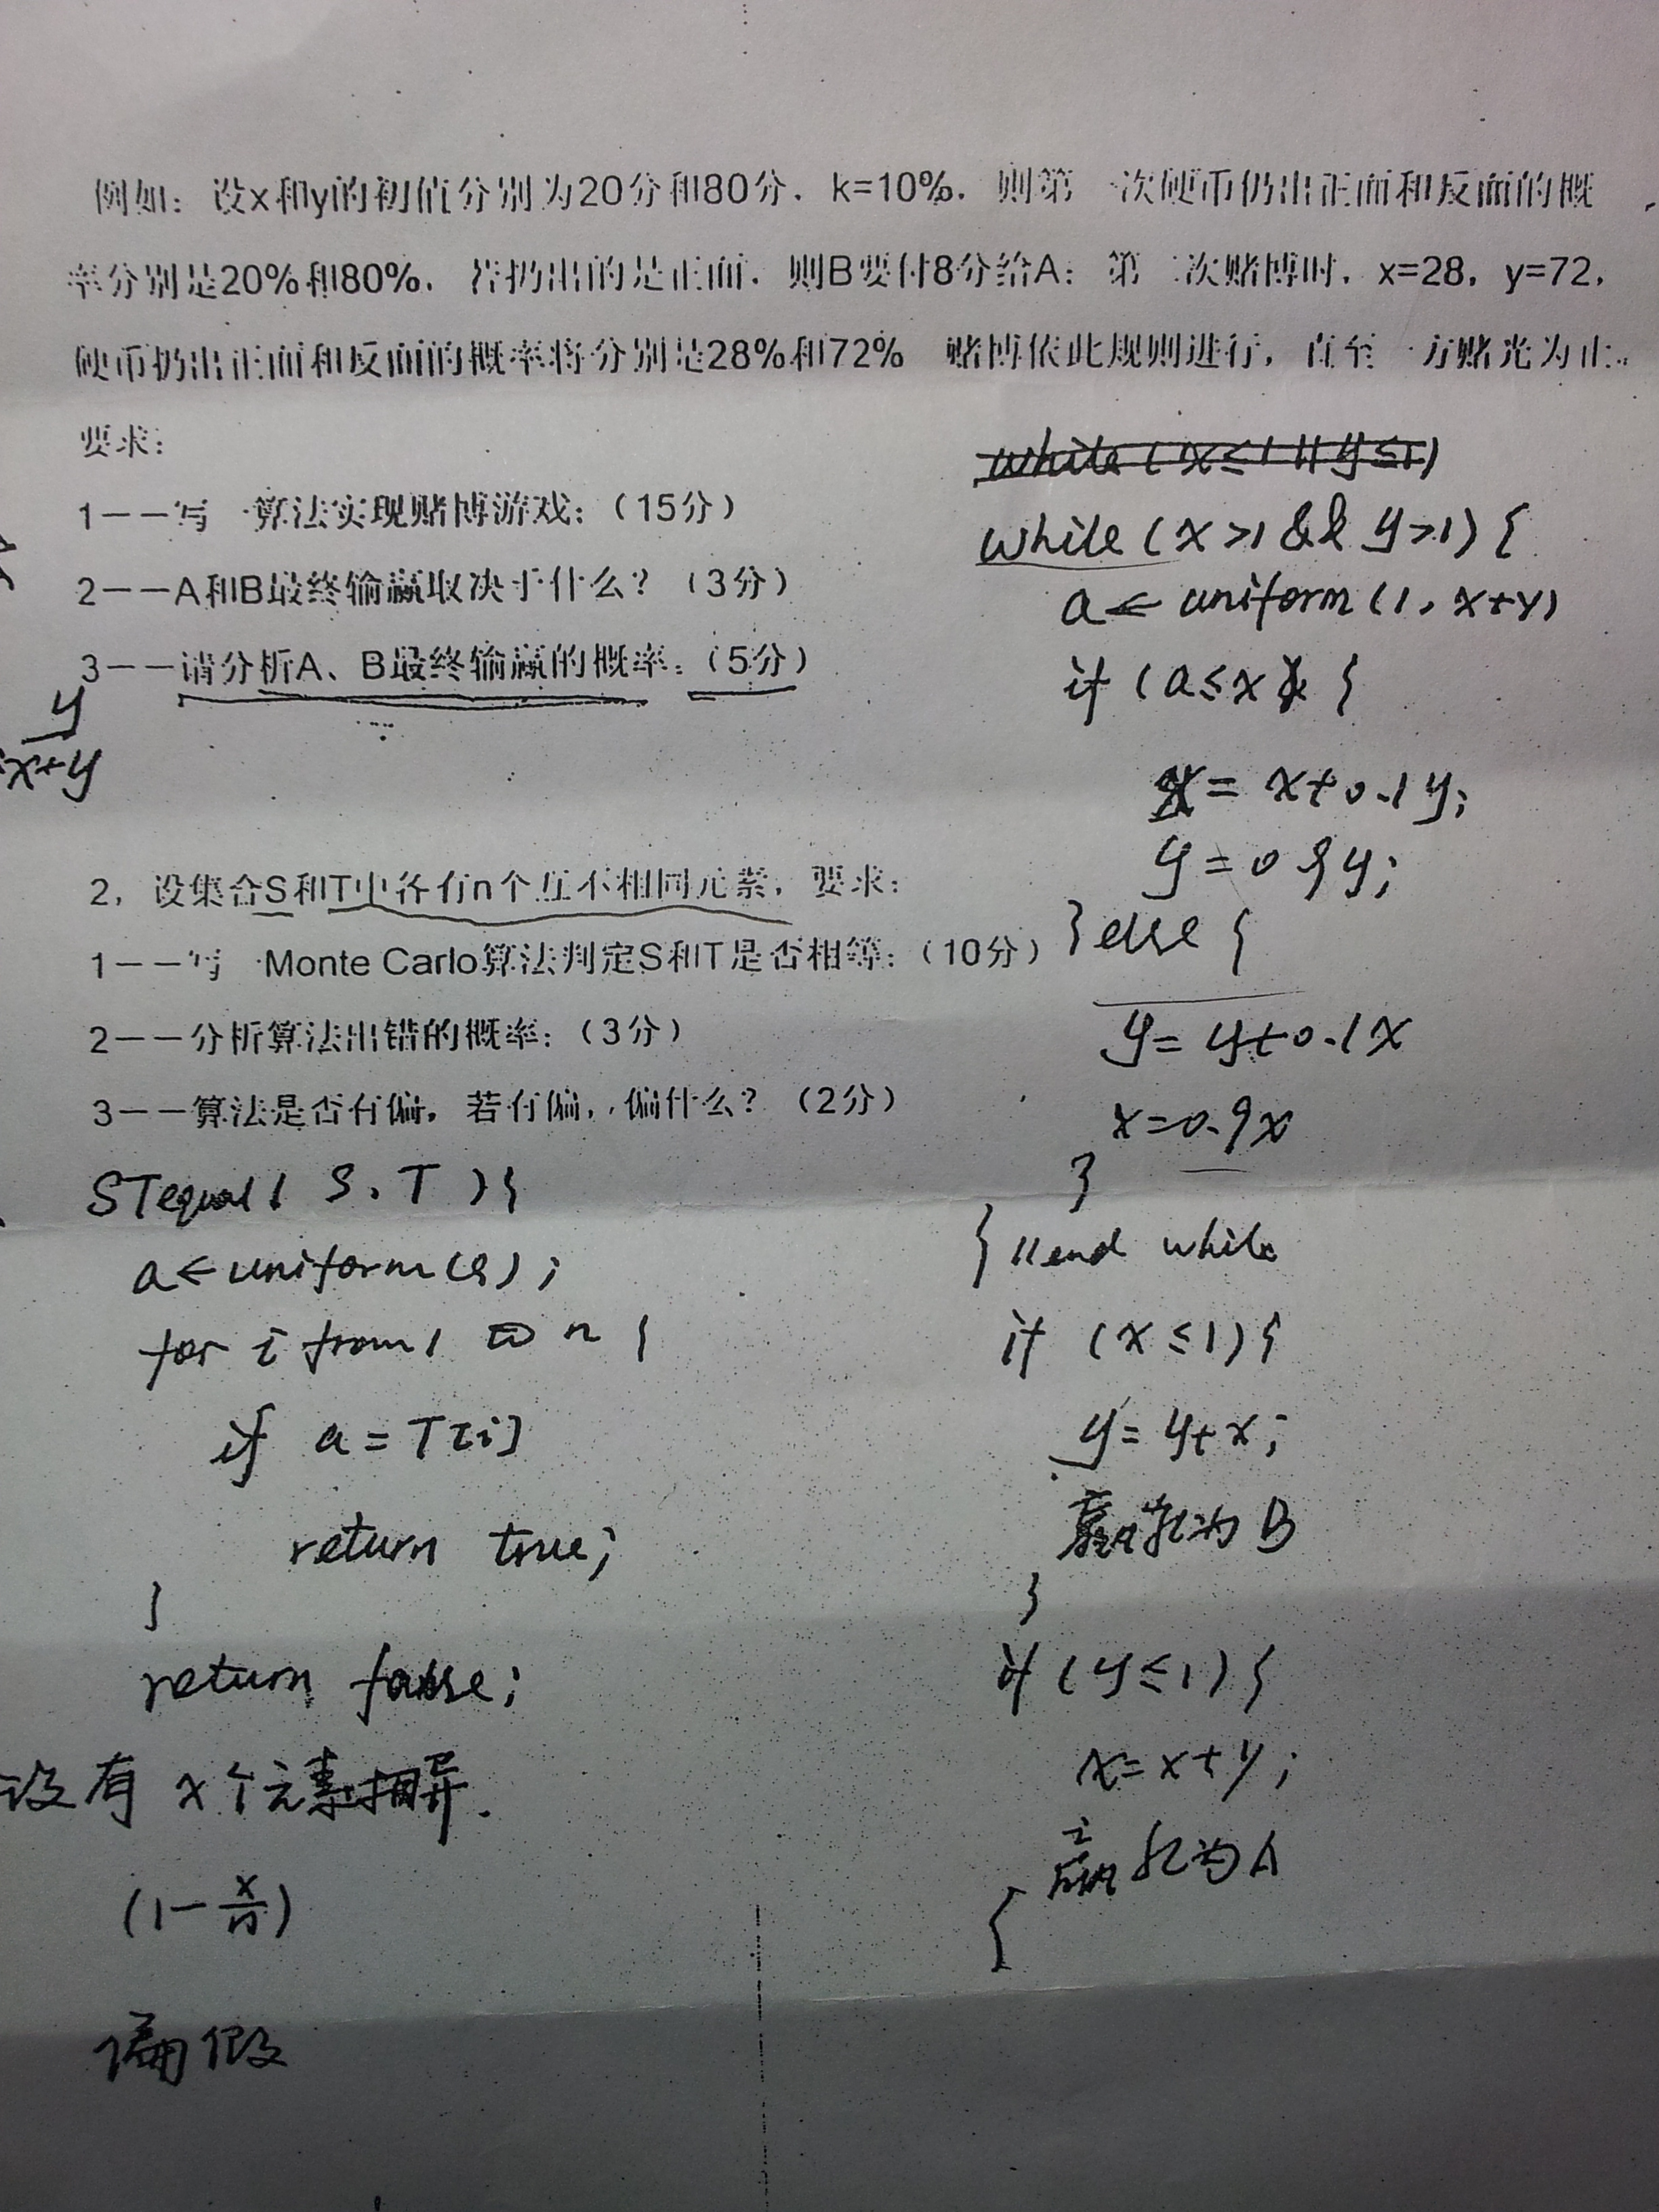 例如：设x和y的初值分别为20分和80分，k=10%，则第一次硬币扔出正面和反面的概
率分别是20%和80%，若扔出的是正面，则B要付8分给A；第二次赌博时，x=28，y=72，
硬币扔出正面和反面的概率将分别是28%和72% 赌博依此规则进行，直至一方赌光为止。
要求：
1——写一算法实现赌博游戏；（15分）
2——A和B最终输赢取决于什么？（3分）
3——请分析A、B最终输赢的概率。（5分）
y
x+y
2，设集合S和T中各有n个互不相同元素，要求：
1——写一Monte Carlo算法判定S和T是否相等；（10分）
2——分析算法出错的概率；（3分）
3——算法是否有偏，若有偏，偏什么？（2分）
STequal( S, T ){
a←uniform(S);
for i from 1 to n {
if a = T[i]
return true;
}
return false;
设有 x个元素相异.
(1-x/n)
偏假
while (x≤1 || y≤1)
while (x>1 && y>1) {
a ← uniform(1, x+y)
if (a≤x) {
x = x+0.1y;
y = 0.9y;
}else {
y = y+0.1x
x=0.9x
}
} //end while
if (x≤1){
y = y+x;
赢家为B
}
if (y≤1){
x=x+y;
赢家为A
{